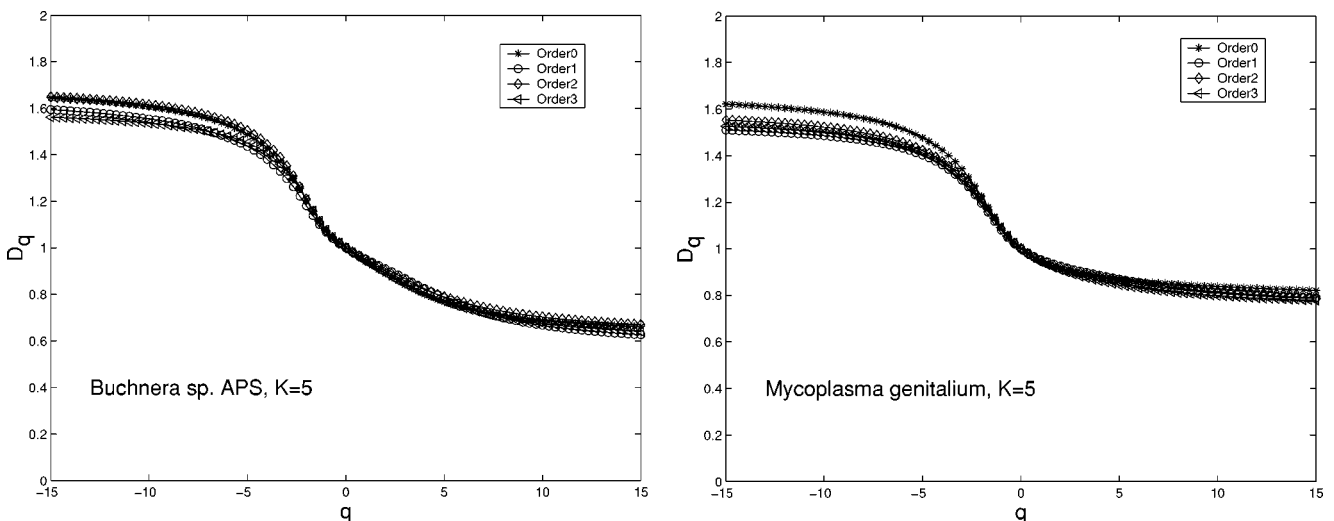 2
1.8
1.6
1.4
1.2
1
0.8
0.6
0.4
0.2
0
Dq
Order0
Order1
Order2
Order3
Buchnera sp. APS, K=5
−15 −10 −5 0 5 10 15
q
2
1.8
1.6
1.4
1.2
1
0.8
0.6
0.4
0.2
0
Dq
Order0
Order1
Order2
Order3
Mycoplasma genitalium, K=5
−15 −10 −5 0 5 10 15
q